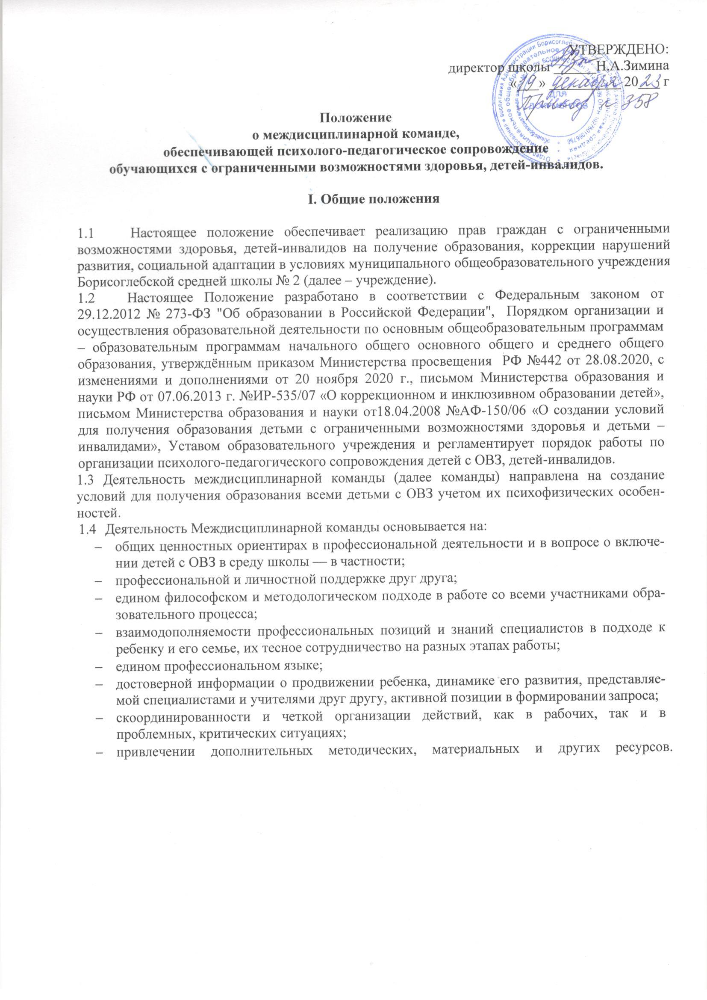 УТВЕРЖДЕНО:
директор школы ______Н.А.Зимина
«19» декабря 2023 г
Приказ № 358
ДЛЯ
ДОКУМЕНТОВ
Положение
о междисциплинарной команде,
обеспечивающей психолого-педагогическое сопровождение
обучающихся с ограниченными возможностями здоровья, детей-инвалидов.
I. Общие положения
1.1 Настоящее положение обеспечивает реализацию прав граждан с ограниченными
возможностями здоровья, детей-инвалидов на получение образования, коррекции нарушений
развития, социальной адаптации в условиях муниципального общеобразовательного учреждения
Борисоглебской средней школы № 2 (далее – учреждение).
1.2 Настоящее Положение разработано в соответствии с Федеральным законом от
29.12.2012 № 273-ФЗ "Об образовании в Российской Федерации", Порядком организации и
осуществления образовательной деятельности по основным общеобразовательным программам
– образовательным программам начального общего основного общего и среднего общего
образования, утверждённым приказом Министерства просвещения РФ №442 от 28.08.2020, с
изменениями и дополнениями от 20 ноября 2020 г., письмом Министерства образования и
науки РФ от 07.06.2013 г. №ИР-535/07 «О коррекционном и инклюзивном образовании детей»,
письмом Министерства образования и науки от18.04.2008 №АФ-150/06 «О создании условий
для получения образования детьми с ограниченными возможностями здоровья и детьми –
инвалидами», Уставом образовательного учреждения и регламентирует порядок работы по
организации психолого-педагогического сопровождения детей с ОВЗ, детей-инвалидов.
1.3 Деятельность междисциплинарной команды (далее команды) направлена на создание
условий для получения образования всеми детьми с ОВЗ учетом их психофизических особен-
ностей.
1.4 Деятельность Междисциплинарной команды основывается на:
– общих ценностных ориентирах в профессиональной деятельности и в вопросе о включе-
нии детей с ОВЗ в среду школы — в частности;
– профессиональной и личностной поддержке друг друга;
– едином философском и методологическом подходе в работе со всеми участниками обра-
зовательного процесса;
– взаимодополняемости профессиональных позиций и знаний специалистов в подходе к
ребенку и его семье, их тесное сотрудничество на разных этапах работы;
– едином профессиональном языке;
– достоверной информации о продвижении ребенка, динамике его развития, представляе-
мой специалистами и учителями друг другу, активной позиции в формировании запроса;
– скоординированности и четкой организации действий, как в рабочих, так и в
проблемных, критических ситуациях;
– привлечении дополнительных методических, материальных и других ресурсов.